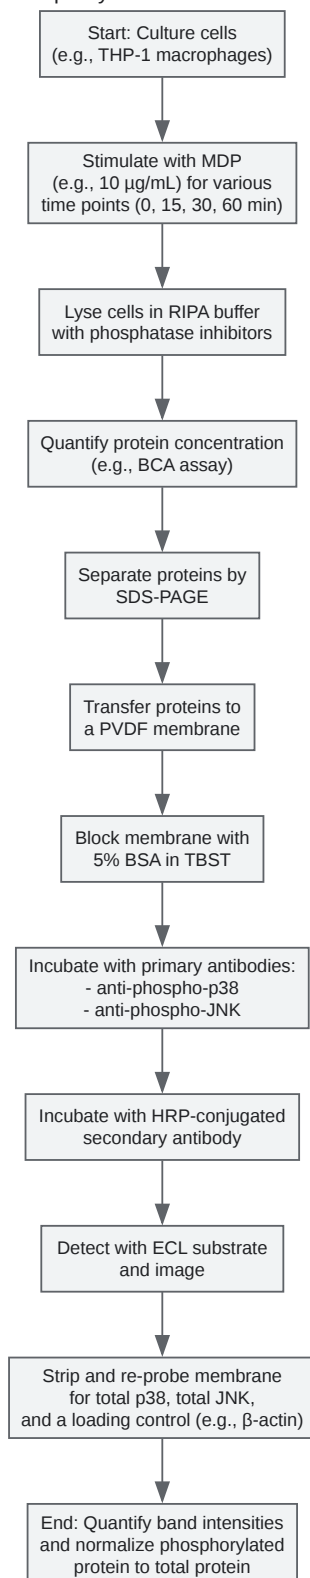 Start: Culture cells
(e.g., THP-1 macrophages)
Stimulate with MDP
(e.g., 10 µg/mL) for various
time points (0, 15, 30, 60 min)
Lyse cells in RIPA buffer
with phosphatase inhibitors
Quantify protein concentration
(e.g., BCA assay)
Separate proteins by
SDS-PAGE
Transfer proteins to
a PVDF membrane
Block membrane with
5% BSA in TBST
Incubate with primary antibodies:
- anti-phospho-p38
- anti-phospho-JNK
Incubate with HRP-conjugated
secondary antibody
Detect with ECL substrate
and image
Strip and re-probe membrane
for total p38, total JNK,
and a loading control (e.g., β-actin)
End: Quantify band intensities
and normalize phosphorylated
protein to total protein